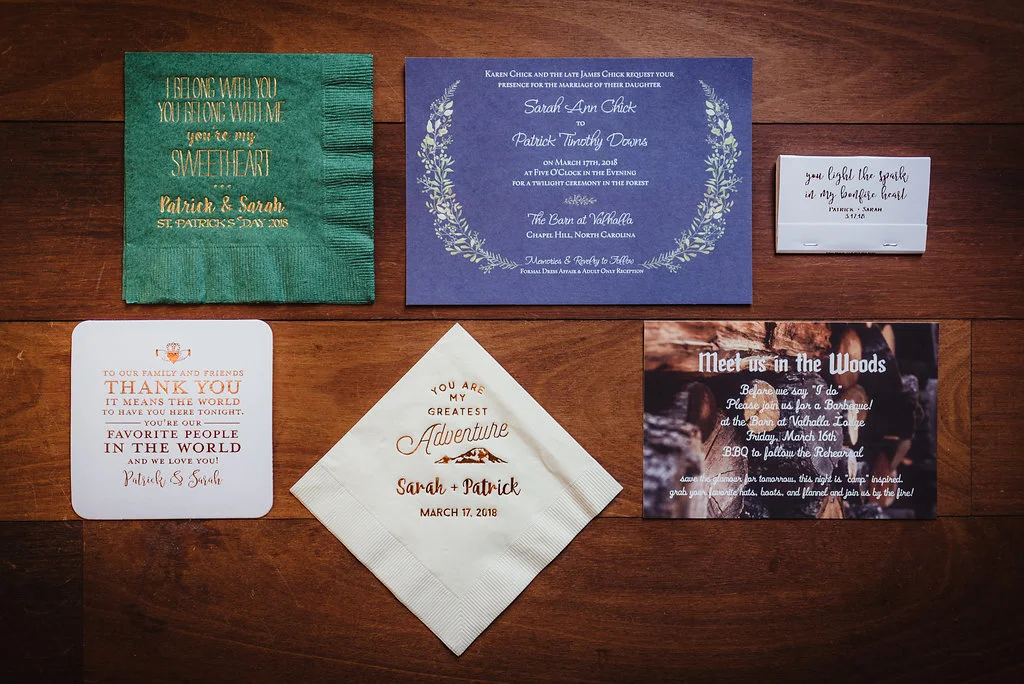 I BELONG WITH YOU
YOU BELONG WITH ME
you're my
SWEETHEART
Patrick & Sarah
ST. PATRICK'S DAY 2018
KAREN CHICK AND THE LATE JAMES CHICK REQUEST YOUR
PRESENCE FOR THE MARRIAGE OF THEIR DAUGHTER
Sarah Ann Chick
TO
Patrick Timothy Downs
ON MARCH 17TH, 2018
AT FIVE O'CLOCK IN THE EVENING
FOR A TWILIGHT CEREMONY IN THE FOREST
The Barn at Valhalla
CHAPEL HILL, NORTH CAROLINA
Memories & Revelry to Follow
FORMAL DRESS AFFAIR & ADULT ONLY RECEPTION
you light the spark
in my bonfire heart
PATRICK + SARAH
3.17.18
TO OUR FAMILY AND FRIENDS
THANK YOU
IT MEANS THE WORLD
TO HAVE YOU HERE TONIGHT.
YOU'RE OUR
FAVORITE PEOPLE
IN THE WORLD
AND WE LOVE YOU!
Patrick & Sarah
YOU ARE
MY
GREATEST
Adventure
Sarah + Patrick
MARCH 17, 2018
Meet us in the Woods
Before we say "I do"
Please join us for a Barbeque!
at the Barn at Valhalla Lodge
Friday, March 16th
BBQ to follow the Rehearsal
save the glamour for tomorrow, this night is "camp" inspired.
grab your favorite hats, boots, and flannel and join us by the fire!